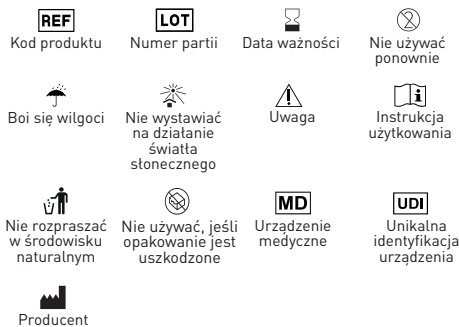 REF
LOT
Kod produktu
Numer partii
Data ważności
Nie używać
ponownie
Boi się wilgoci
Nie wystawiać
na działanie
światła
słonecznego
Uwaga
Instrukcja
użytkowania
Nie rozpraszać
w środowisku
naturalnym
Nie używać, jeśli
opakowanie jest
uszkodzone
MD
Urządzenie
medyczne
UDI
Unikalna
identyfikacja
urządzenia
Producent